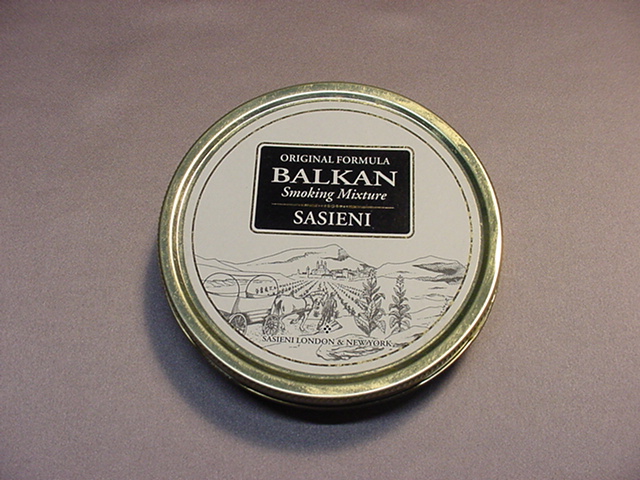 ORIGINAL FORMULA
BALKAN
Smoking Mixture
SASIENI
SASIENI LONDON & NEW YORK